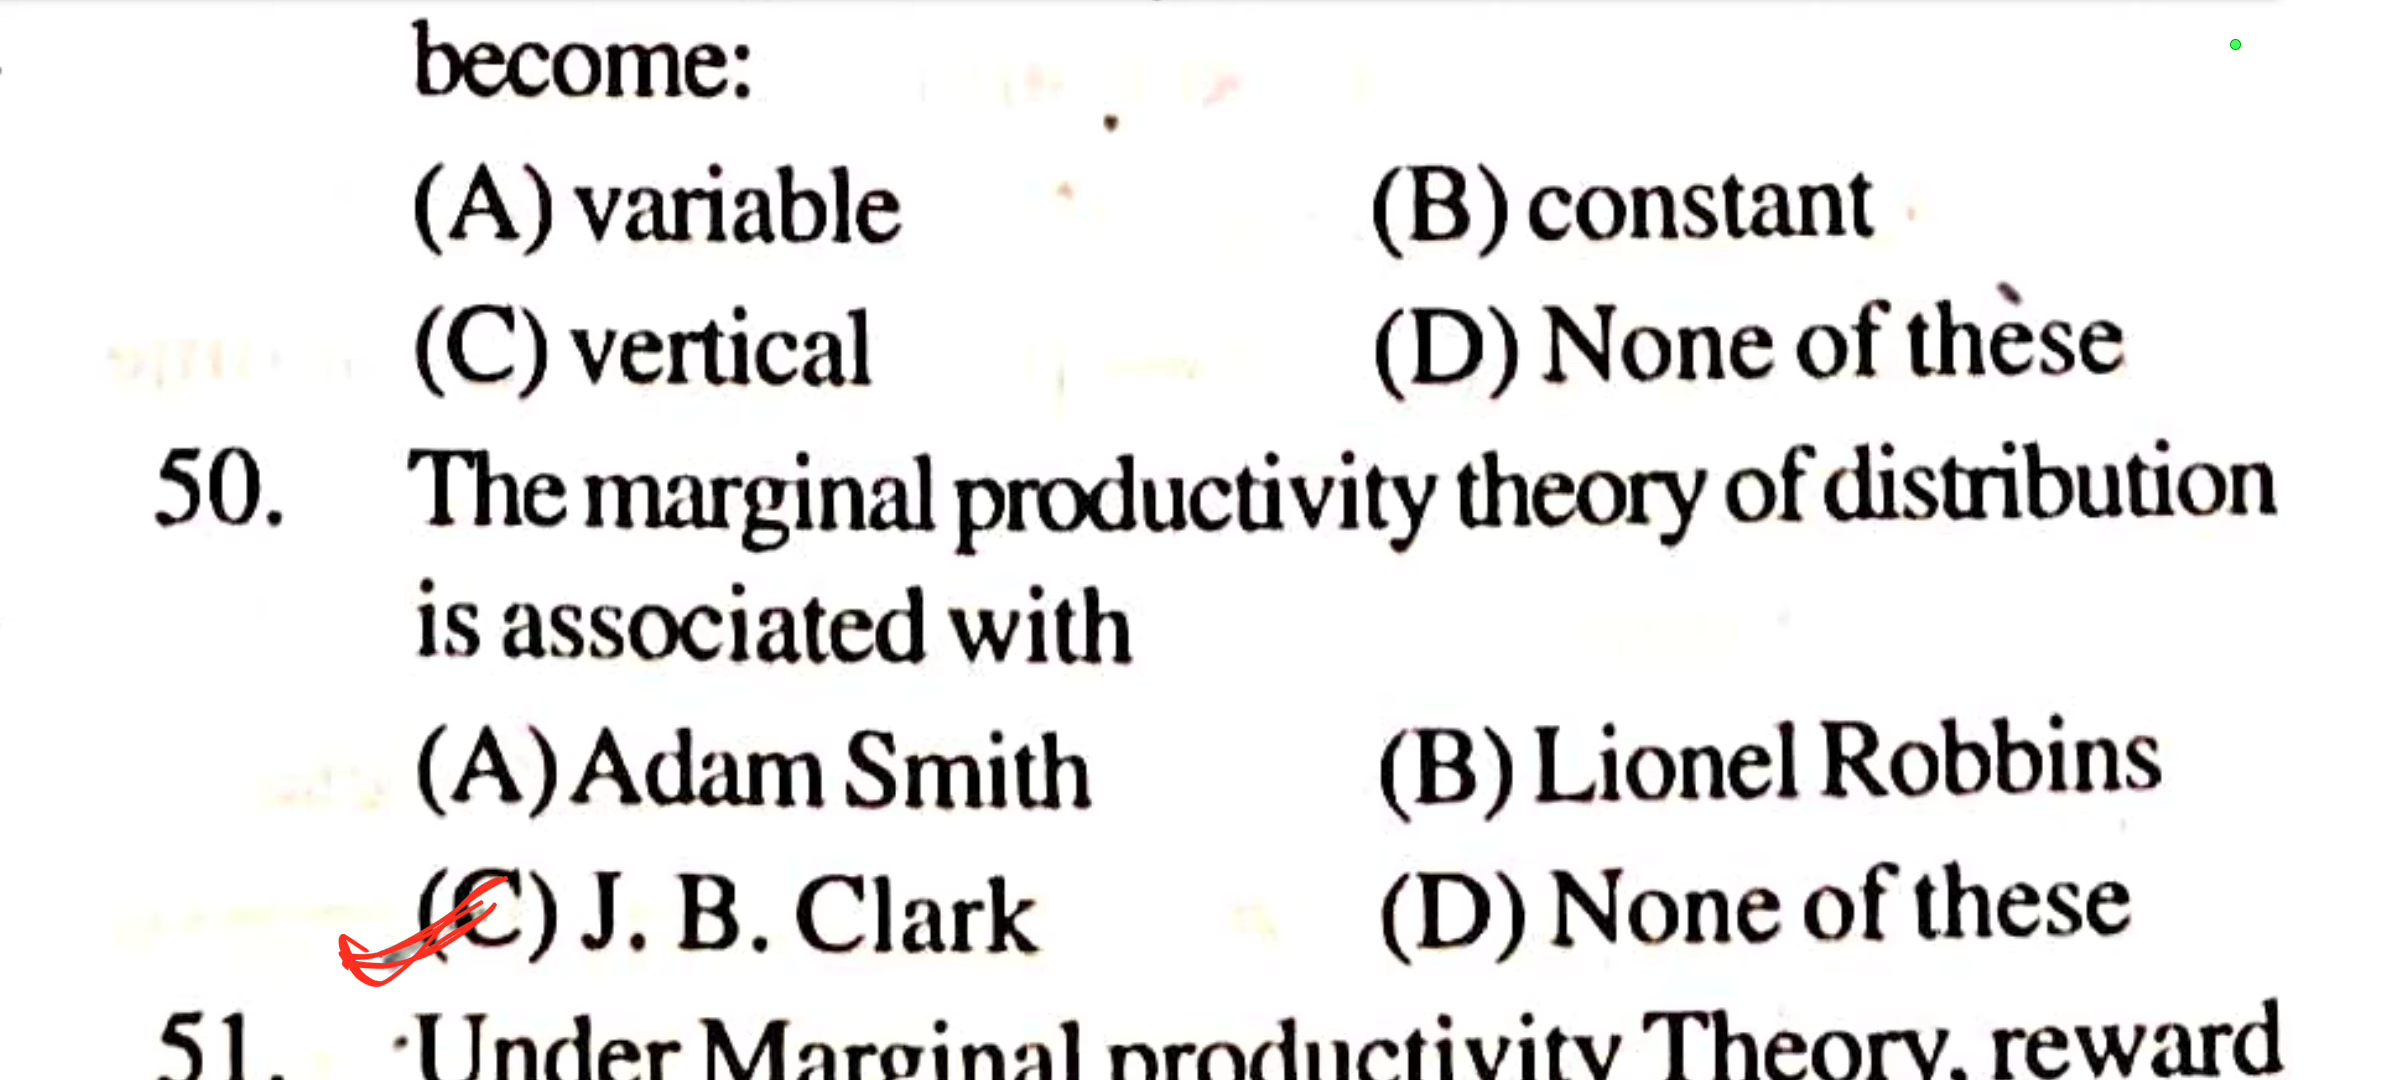 become:
(A) variable (B) constant
(C) vertical (D) None of these
50. The marginal productivity theory of distribution
is associated with
(A) Adam Smith (B) Lionel Robbins
(C) J. B. Clark (D) None of these
51. Under Marginal productivity Theory, reward